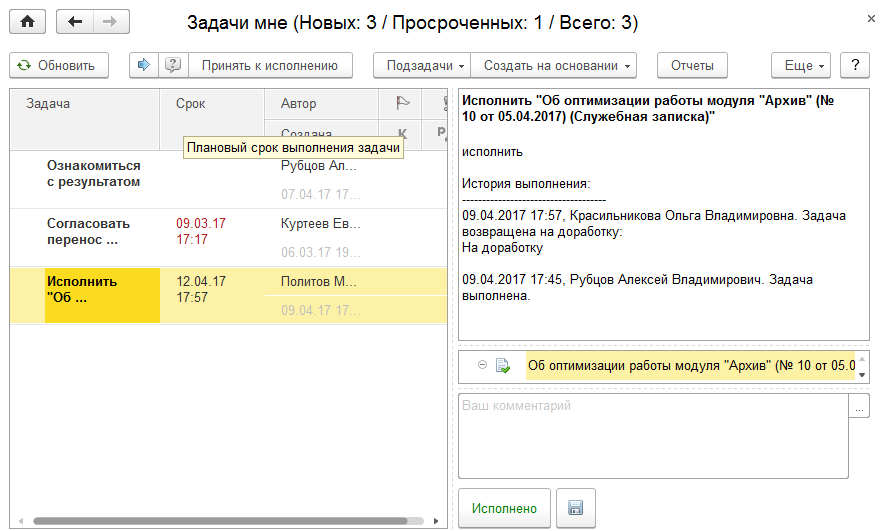 Задачи мне (Новых: 3 / Просроченных: 1 / Всего: 3)
Обновить
Принять к исполнению
Подзадачи
Создать на основании
Отчеты
Еще
?
Задача
Срок
Автор
Создана
К
Плановый срок выполнения задачи
Ознакомиться
с результатом
Рубцов Ал...
07.04.17 17...
Согласовать
перенос ...
09.03.17
17:17
Куртеев Ев...
06.03.17 19...
Исполнить
"Об ...
12.04.17
17:57
Политов М...
09.04.17 17...
Исполнить "Об оптимизации работы модуля "Архив" (№
10 от 05.04.2017) (Служебная записка)"
исполнить
История выполнения:
-----------------------------------
09.04.2017 17:57, Красильникова Ольга Владимировна. Задача
возвращена на доработку:
На доработку
09.04.2017 17:45, Рубцов Алексей Владимирович. Задача
выполнена.
Об оптимизации работы модуля "Архив" (№ 10 от 05.0
Ваш комментарий
...
Исполнено